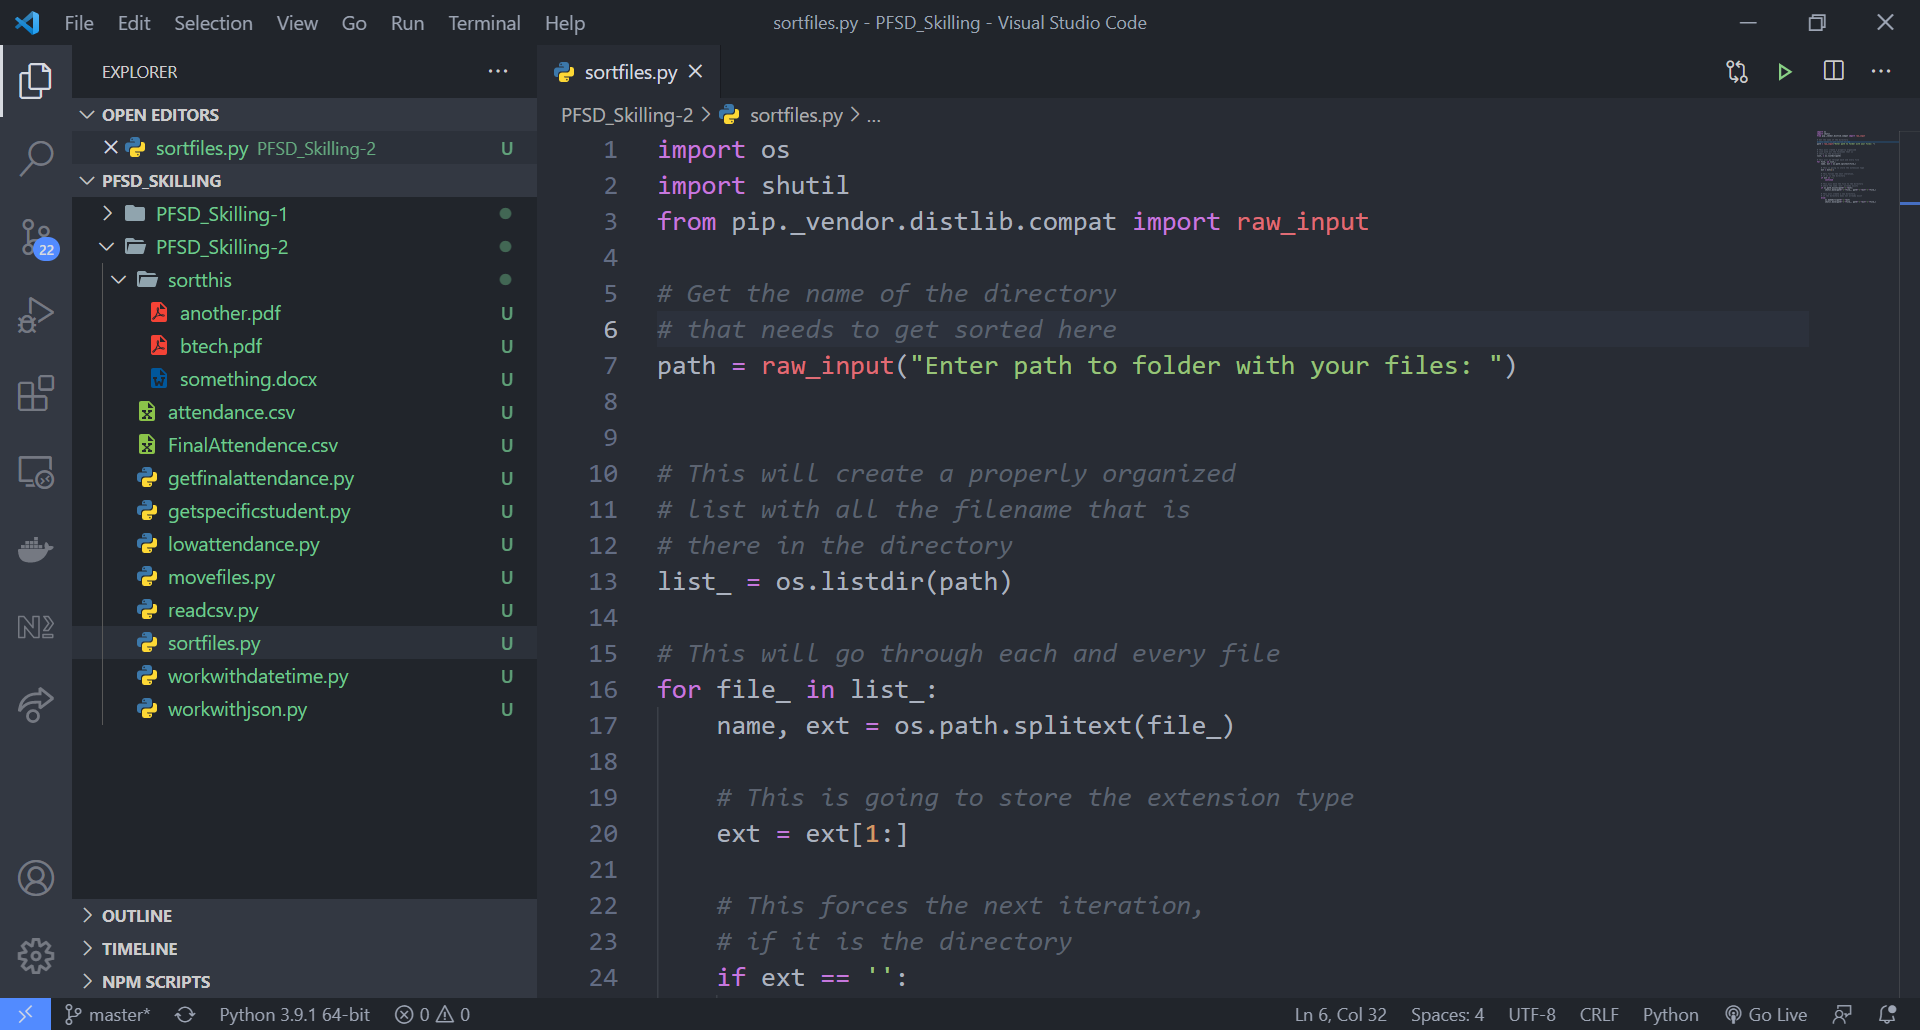 File Edit Selection View Go Run Terminal Help sortfiles.py - PFSD_Skilling - Visual Studio Code
EXPLORER
OPEN EDITORS
sortfiles.py PFSD_Skilling-2 U
PFSD_SKILLING
PFSD_Skilling-1
PFSD_Skilling-2
sortthis
another.pdf U
btech.pdf U
something.docx U
attendance.csv U
FinalAttendence.csv U
getfinalattendance.py U
getspecificstudent.py U
lowattendance.py U
movefiles.py U
readcsv.py U
sortfiles.py U
workwithdatetime.py U
workwithjson.py U
OUTLINE
TIMELINE
NPM SCRIPTS
22
sortfiles.py
PFSD_Skilling-2 > sortfiles.py > ...
1 import os
2 import shutil
3 from pip._vendor.distlib.compat import raw_input
4
5 # Get the name of the directory
6 # that needs to get sorted here
7 path = raw_input("Enter path to folder with your files: ")
8
9
10 # This will create a properly organized
11 # list with all the filename that is
12 # there in the directory
13 list_ = os.listdir(path)
14
15 # This will go through each and every file
16 for file_ in list_:
17     name, ext = os.path.splitext(file_)
18
19     # This is going to store the extension type
20     ext = ext[1:]
21
22     # This forces the next iteration,
23     # if it is the directory
24     if ext == '':
master* Python 3.9.1 64-bit 0 0 Ln 6, Col 32 Spaces: 4 UTF-8 CRLF Python Go Live